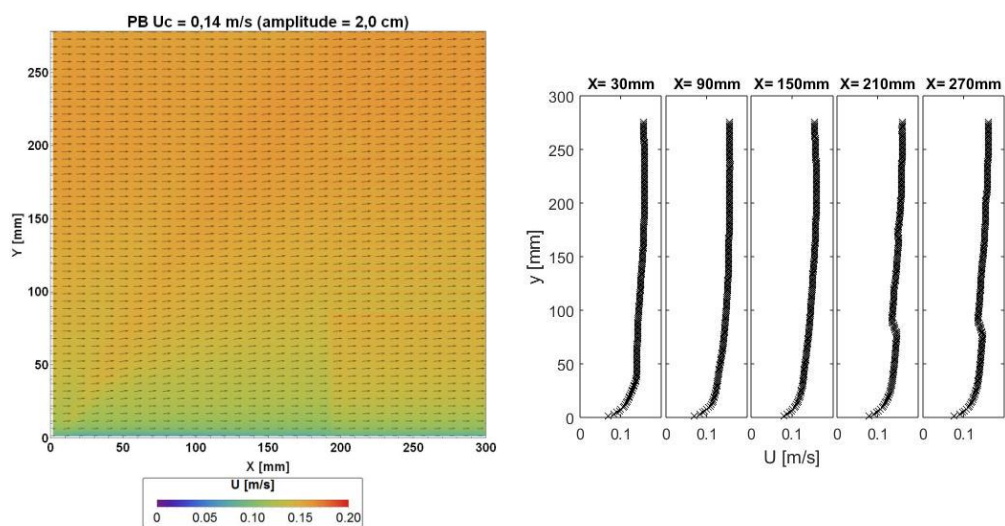 PB Uc = 0,14 m/s (amplitude = 2,0 cm)
250
200
150
100
50
0
Y [mm]
0 50 100 150 200 250 300
X [mm]
U [m/s]
0 0.05 0.10 0.15 0.20
X= 30mm X= 90mm X= 150mm X= 210mm X= 270mm
300
250
200
150
100
50
0
y [mm]
0 0.1 0 0.1 0 0.1 0 0.1 0 0.1
U [m/s]